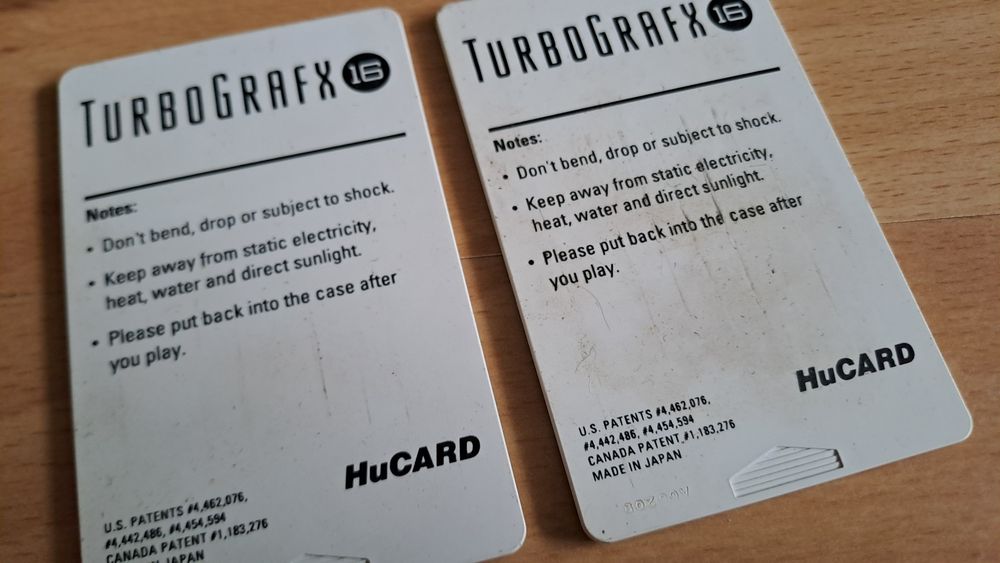 TURBOGRAFX 16
Notes:
• Don't bend, drop or subject to shock.
• Keep away from static electricity,
heat, water and direct sunlight.
• Please put back into the case after
you play.
HuCARD
U.S. PATENTS #4,462,076,
#4,442,486, #4,454,594
CANADA PATENT #1,183,276
JAPAN
TURBOGRAFX 16
Notes:
• Don't bend, drop or subject to shock.
• Keep away from static electricity,
heat, water and direct sunlight.
• Please put back into the case after
you play.
HuCARD
U.S. PATENTS #4,462,076,
#4,442,486, #4,454,594
CANADA PATENT #1,183,276
MADE IN JAPAN